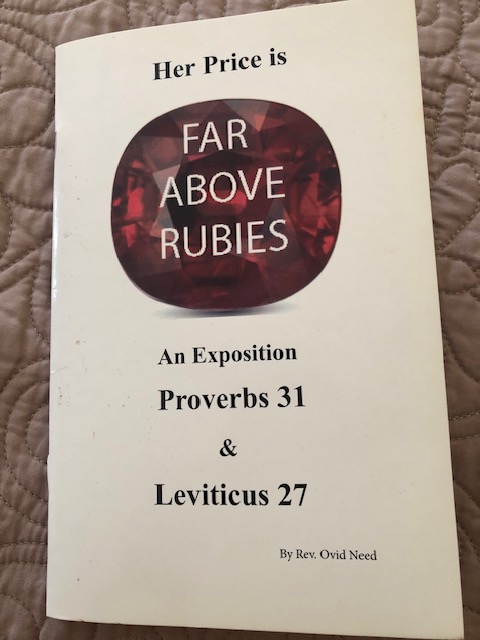 Her Price is
FAR
ABOVE
RUBIES
An Exposition
Proverbs 31
&
Leviticus 27
By Rev. Ovid Need